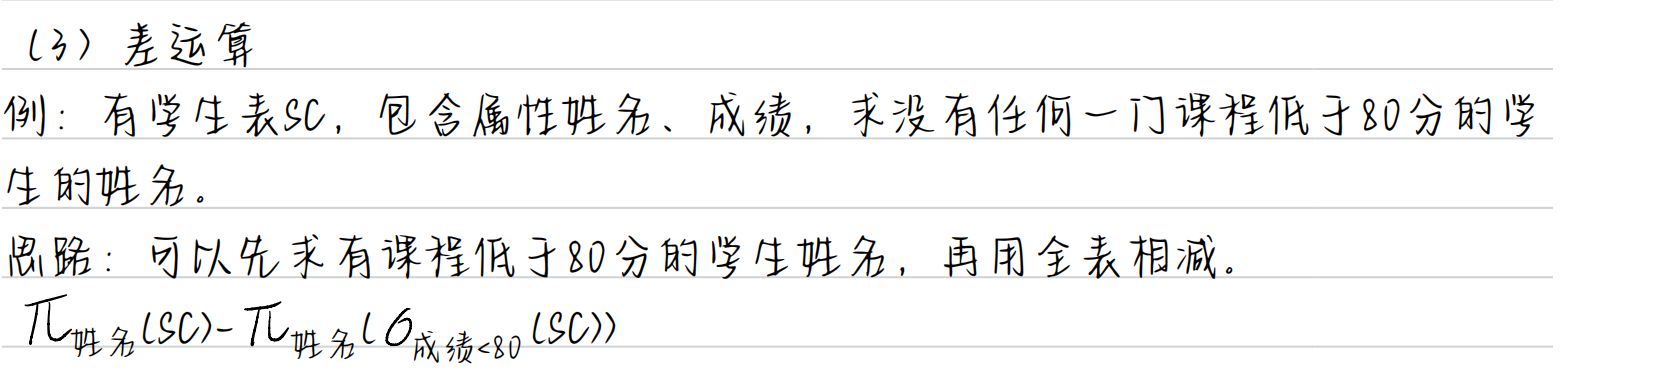 (3) 差运算
例：有学生表SC，包含属性姓名、成绩，求没有任何一门课程低于80分的学
生的姓名。
思路：可以先求有课程低于80分的学生姓名，再用全表相减。
π姓名(SC)-π姓名(σ成绩<80(SC))